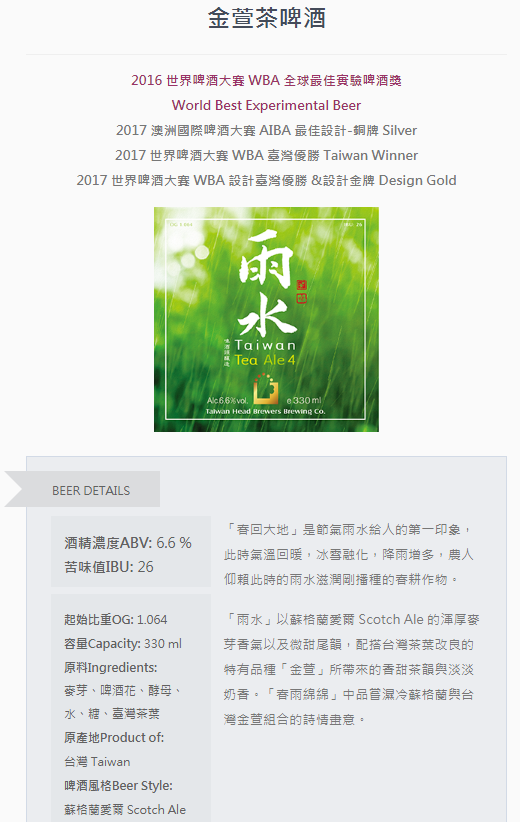 金萱茶啤酒
2016 世界啤酒大賽 WBA 全球最佳實驗啤酒獎
World Best Experimental Beer
2017 澳洲國際啤酒大賽 AIBA 最佳設計-銅牌 Silver
2017 世界啤酒大賽 WBA 臺灣優勝 Taiwan Winner
2017 世界啤酒大賽 WBA 設計臺灣優勝 &設計金牌 Design Gold
雨水
Taiwan
Tea Ale 4
Alc6.6%vol.
e330 ml
Taiwan Head Brewers Brewing Co.
BEER DETAILS
酒精濃度ABV: 6.6 %
苦味值IBU: 26
起始比重OG: 1.064
容量Capacity: 330 ml
原料Ingredients:
麥芽、啤酒花、酵母、
水、糖、臺灣茶葉
原產地Product of:
台灣 Taiwan
啤酒風格Beer Style:
蘇格蘭愛爾 Scotch Ale
「春回大地」是節氣雨水給人的第一印象，
此時氣溫回暖，冰雪融化，降雨增多，農人
仰賴此時的雨水滋潤剛播種的春耕作物。
「雨水」以蘇格蘭愛爾 Scotch Ale 的渾厚麥
芽香氣以及微甜尾韻，配搭台灣茶葉改良的
特有品種「金萱」所帶來的香甜茶韻與淡淡
奶香。「春雨綿綿」中品嘗濕冷蘇格蘭與台
灣金萱組合的詩情畫意。